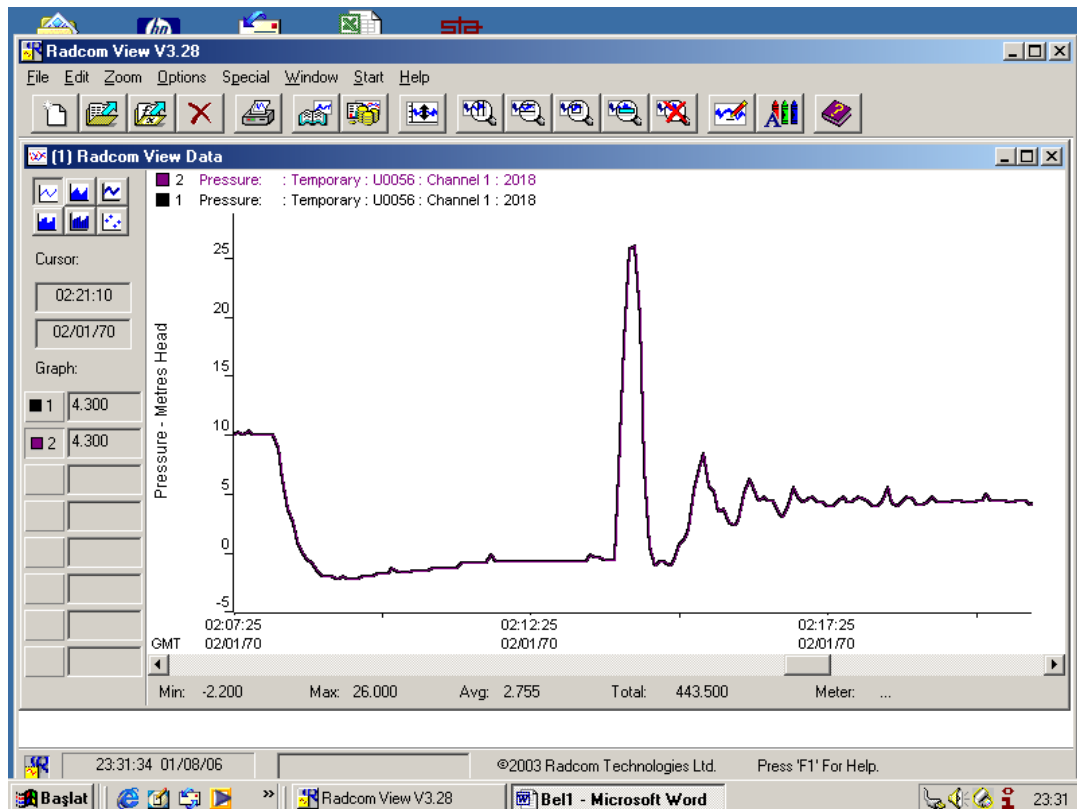 hp
sta
Radcom View V3.28
File Edit Zoom Options Special Window Start Help
(1) Radcom View Data
2 Pressure: : Temporary : U0056 : Channel 1 : 2018
1 Pressure: : Temporary : U0056 : Channel 1 : 2018
Cursor:
02:21:10
02/01/70
Graph:
1 4.300
2 4.300
Pressure - Metres Head
25
20
15
10
5
0
-5
02:07:25 02:12:25 02:17:25
GMT 02/01/70 02/01/70 02/01/70
Min: -2.200 Max: 26.000 Avg: 2.755 Total: 443.500 Meter: ...
23:31:34 01/08/06 ©2003 Radcom Technologies Ltd. Press 'F1' For Help.
Başlat » Radcom View V3.28 Bel1 - Microsoft Word 23:31